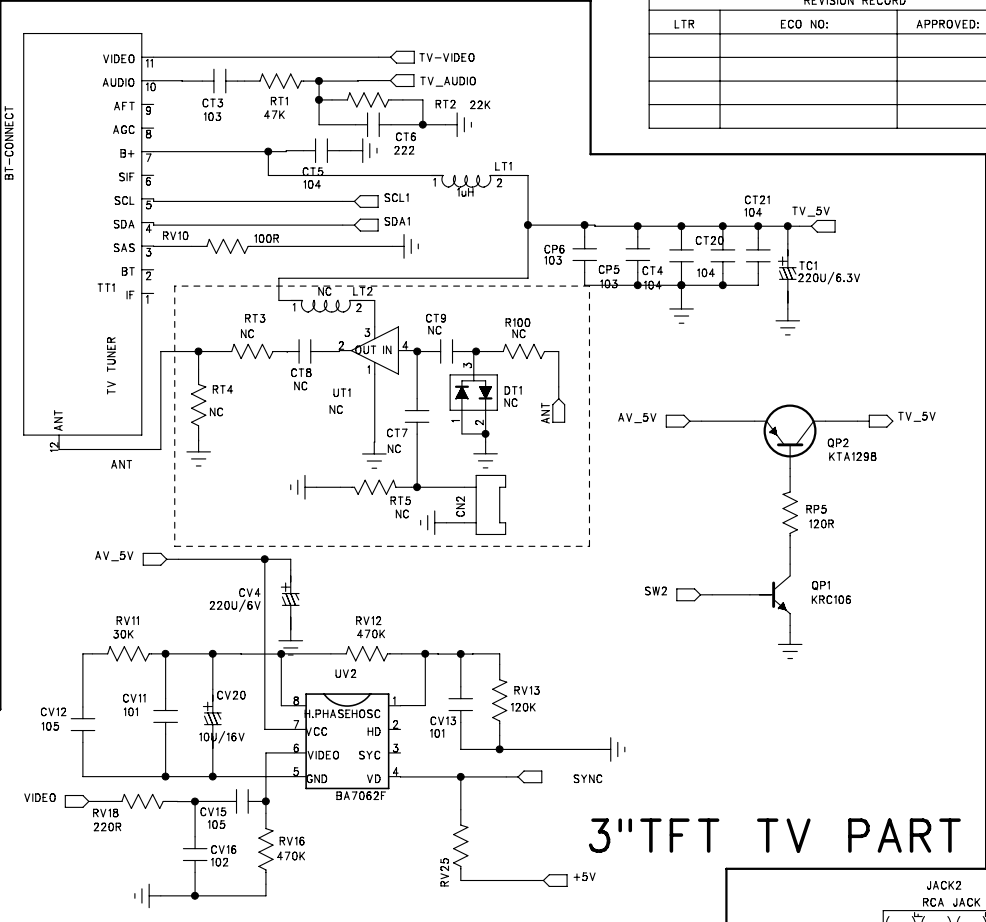 REVISION RECORD
LTR ECO NO: APPROVED:
BT-CONNECT
VIDEO 11 TV-VIDEO
AUDIO 10 TV_AUDIO
CT3
103
RT1
47K
RT2 22K
AFT 9
AGC 8
CT6
222
B+ 7
CT5
104
SIF 6
1 2 LT1
1uH
SCL 5 SCL1
SDA 4 SDA1
SAS 3
RV10 100R
BT 2
TT1
IF 1
TV TUNER
ANT
12
ANT
CT21
104
TV_5V
CP6
103
CP5
103
CT4
104
CT20
104
TC1
220U/6.3V
NC LT2
1 2
RT3
NC
CT8
NC
RT4
NC
3
2 OUT IN 4
1
UT1
NC
CT9
NC
R100
NC
3
DT1
NC
1 2
ANT
CT7
NC
RT5
NC
CN2
AV_5V TV_5V
QP2
KTA1298
RP5
120R
SW2
QP1
KRC106
AV_5V
CV4
220U/6V
RV11
30K
RV12
470K
UV2
CV12
105
CV11
101
CV20
10U/16V
8 H.PHASEHOSC 1
7 VCC HD 2
6 VIDEO SYC 3
5 GND VD 4
BA7062F
CV13
101
RV13
120K
SYNC
VIDEO
RV18
220R
CV15
105
CV16
102
RV16
470K
RV25
+5V
3"TFT TV PART
JACK2
RCA JACK